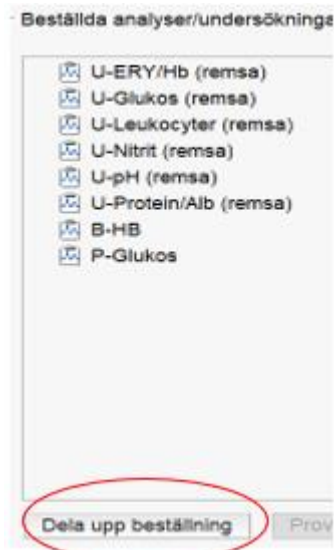 Beställda analyser/undersökninga
U-ERY/Hb (remsa)
U-Glukos (remsa)
U-Leukocyter (remsa)
U-Nitrit (remsa)
U-pH (remsa)
U-Protein/Alb (remsa)
B-HB
P-Glukos
Dela upp beställning Prov